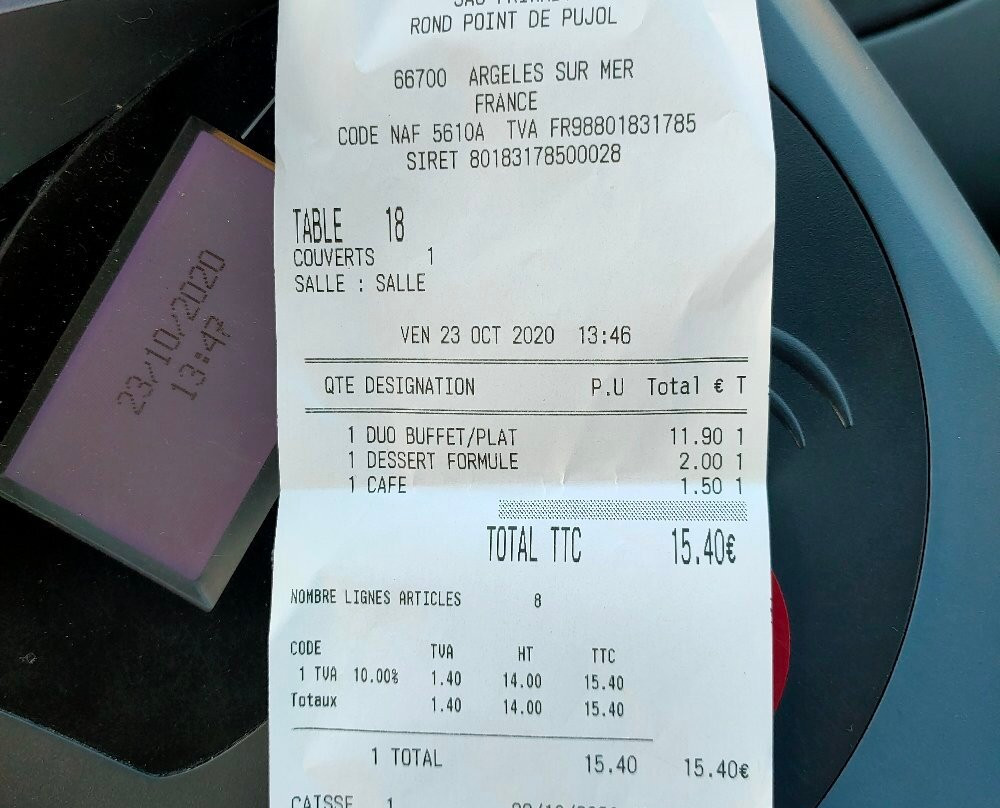 ROND POINT DE PUJOL
66700 ARGELES SUR MER
FRANCE
CODE NAF 5610A TVA FR98801831785
SIRET 80183178500028
TABLE 18
COUVERTS 1
SALLE : SALLE
VEN 23 OCT 2020 13:46
QTE DESIGNATION P.U Total € T
1 DUO BUFFET/PLAT 11.90 1
1 DESSERT FORMULE 2.00 1
1 CAFE 1.50 1
TOTAL TTC 15.40€
NOMBRE LIGNES ARTICLES 8
CODE TVA HT TTC
1 TVA 10.00% 1.40 14.00 15.40
Totaux 1.40 14.00 15.40
1 TOTAL 15.40 15.40€
CAISSE 1
23/10/2020
13:47